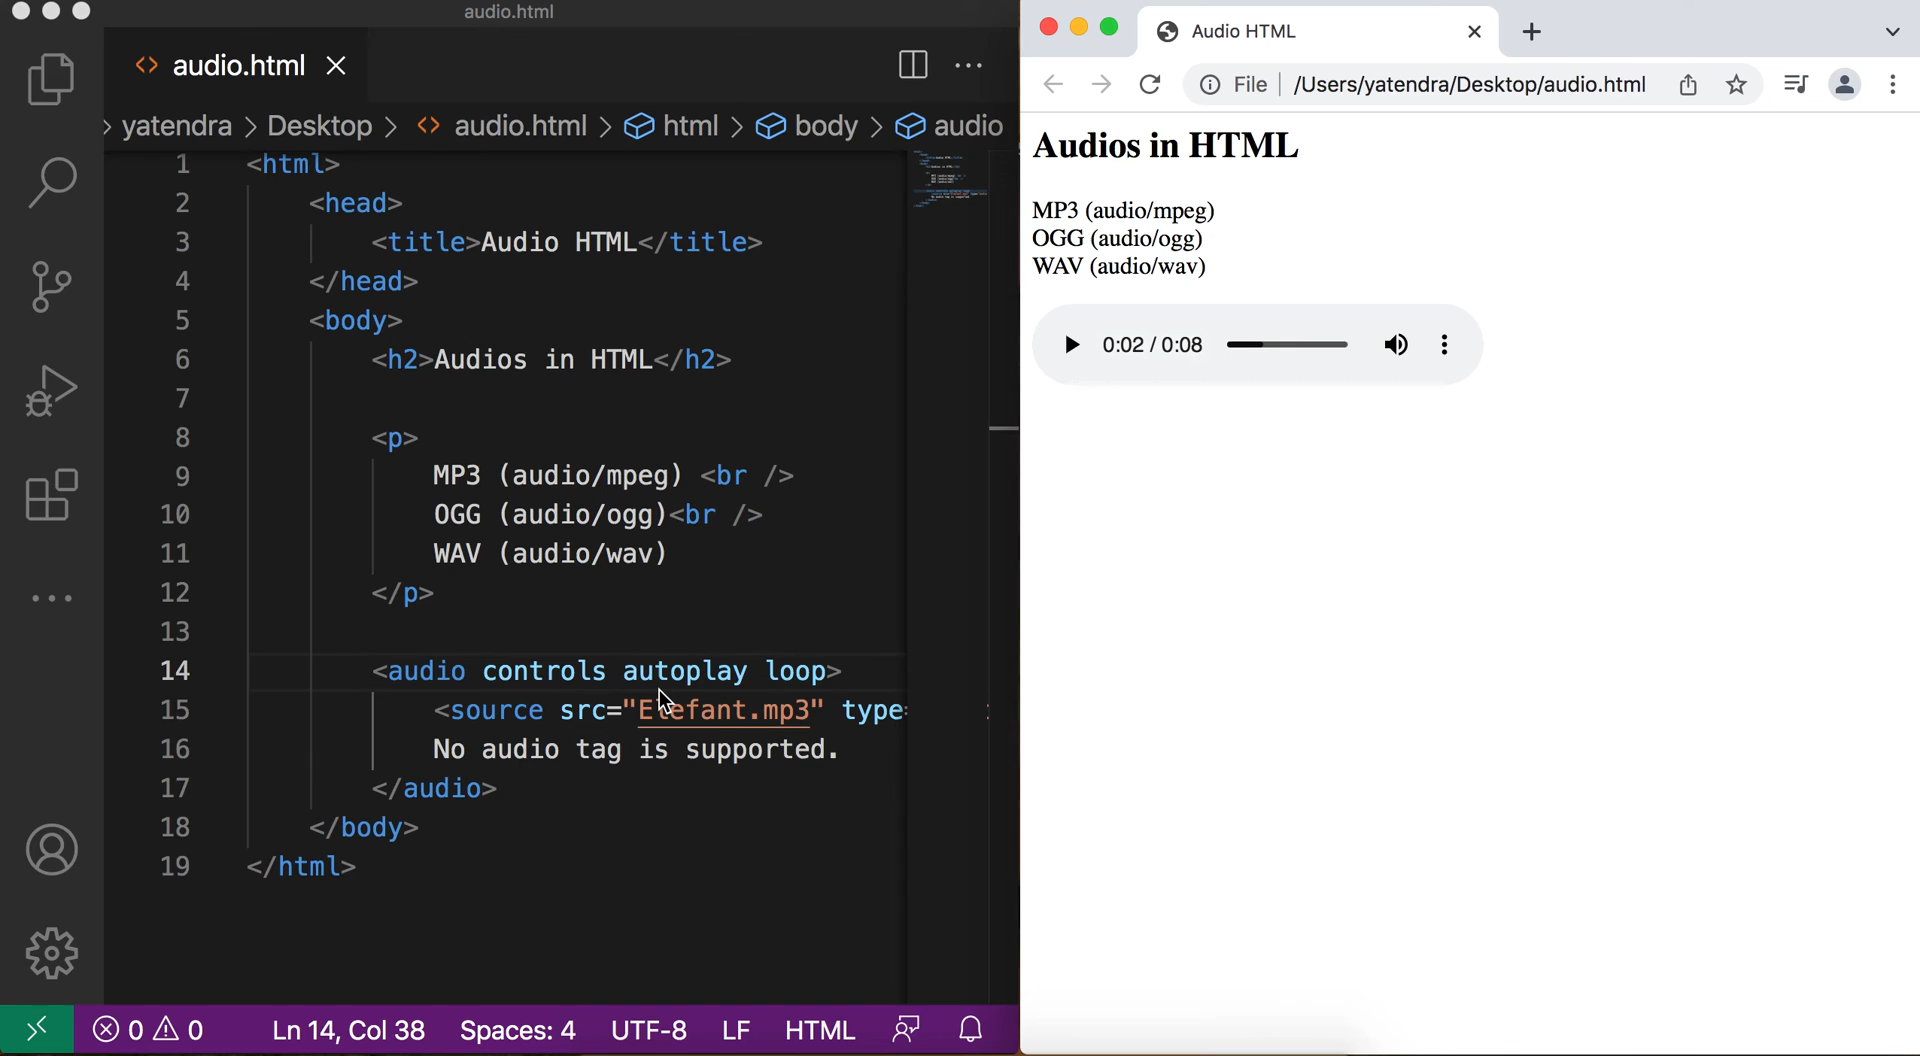 audio.html
<> audio.html
yatendra > Desktop > <> audio.html > html > body > audio
1 <html>
2 <head>
3 <title>Audio HTML</title>
4 </head>
5 <body>
6 <h2>Audios in HTML</h2>
7
8 <p>
9 MP3 (audio/mpeg) <br />
10 OGG (audio/ogg)<br />
11 WAV (audio/wav)
12 </p>
13
14 <audio controls autoplay loop>
15 <source src="Elefant.mp3" type=
16 No audio tag is supported.
17 </audio>
18 </body>
19 </html>
0 0 Ln 14, Col 38 Spaces: 4 UTF-8 LF HTML
Audio HTML
File /Users/yatendra/Desktop/audio.html
Audios in HTML
MP3 (audio/mpeg)
OGG (audio/ogg)
WAV (audio/wav)
0:02 / 0:08